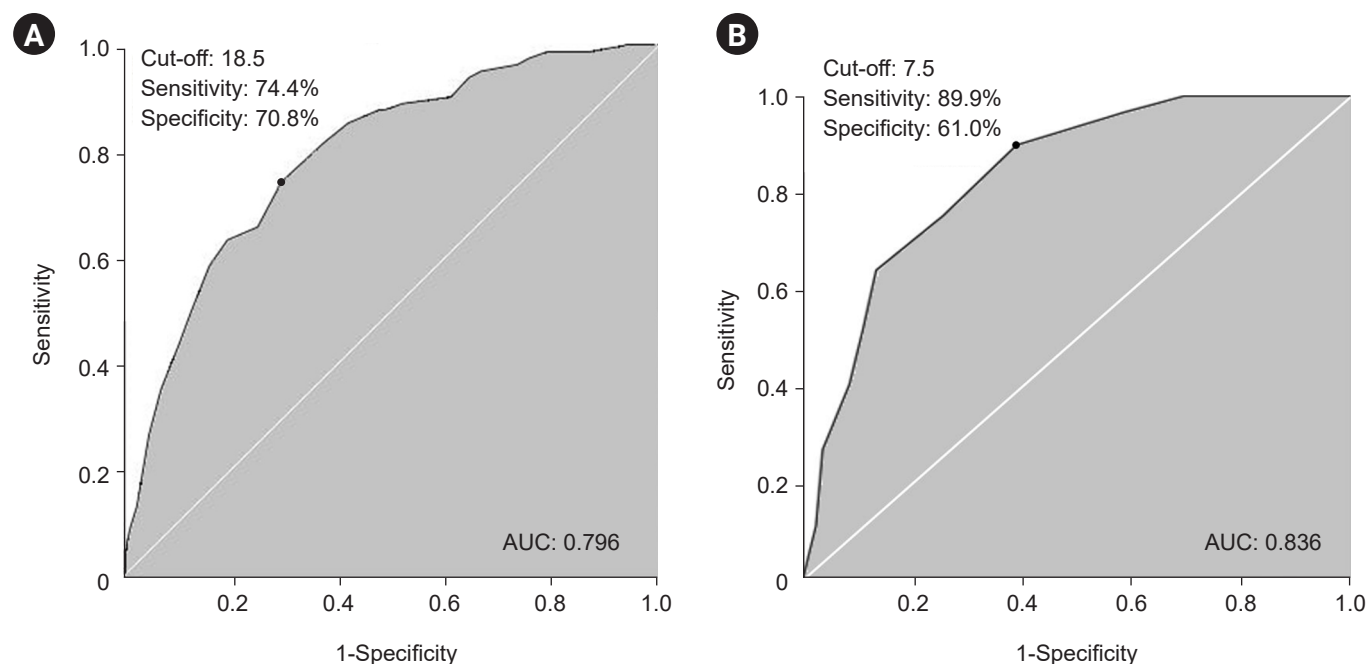 A
Cut-off: 18.5
Sensitivity: 74.4%
Specificity: 70.8%
1.0
0.8
0.6
0.4
0.2
0
Sensitivity
AUC: 0.796
0.2 0.4 0.6 0.8 1.0
1-Specificity
B
Cut-off: 7.5
Sensitivity: 89.9%
Specificity: 61.0%
1.0
0.8
0.6
0.4
0.2
0
Sensitivity
AUC: 0.836
0.2 0.4 0.6 0.8 1.0
1-Specificity